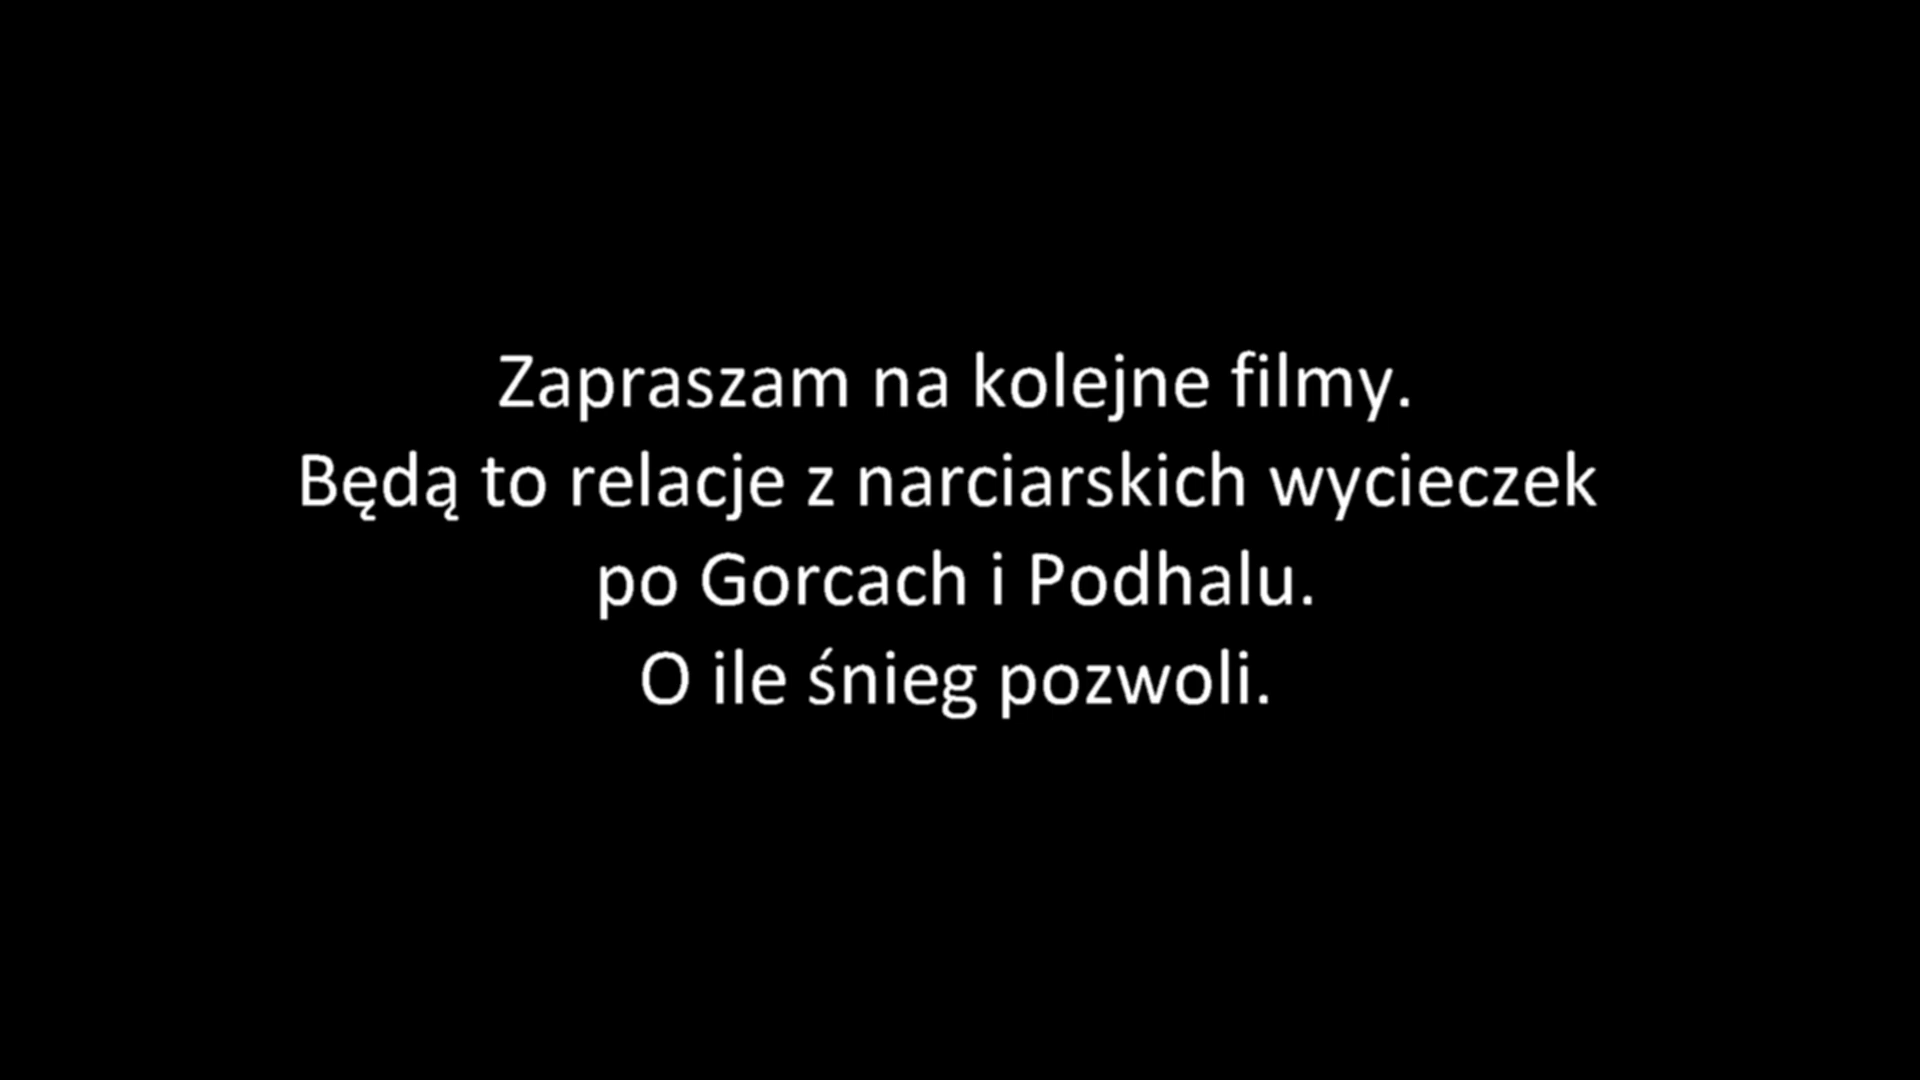 Zapraszam na kolejne filmy.
Będą to relacje z narciarskich wycieczek
po Gorcach i Podhalu.
O ile śnieg pozwoli.